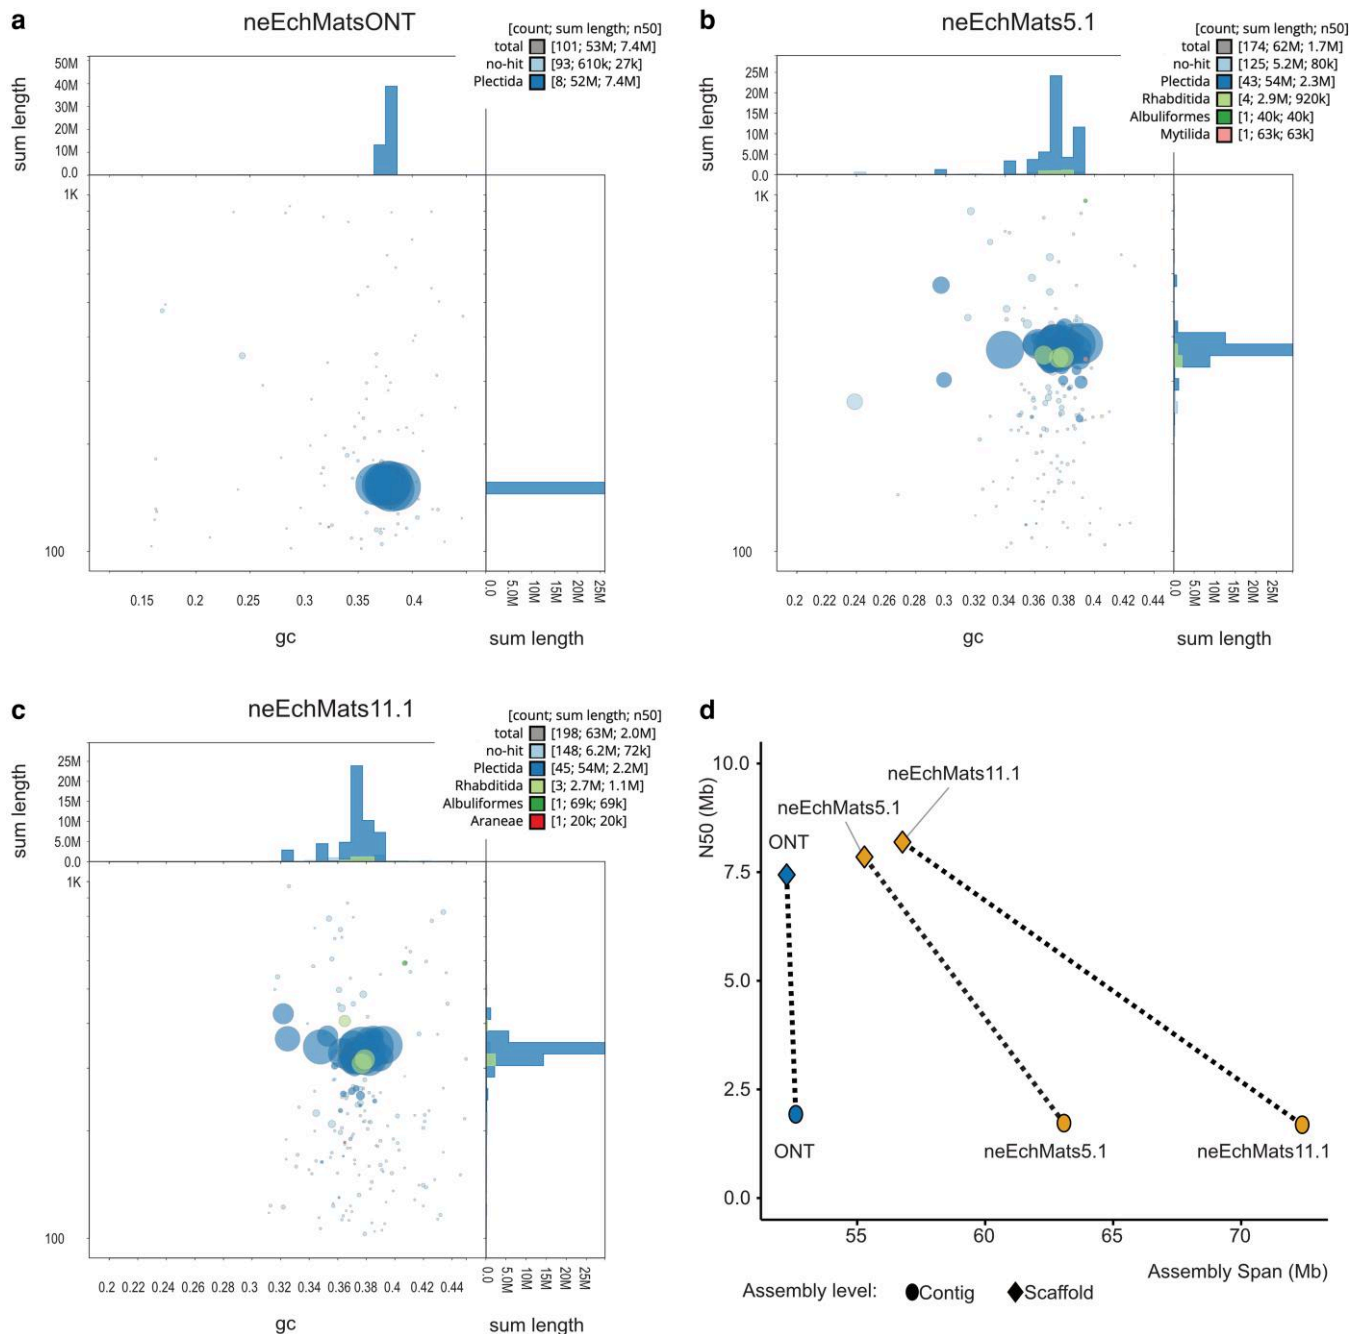 a
neEchMatsONT
[count; sum length; n50]
total [101; 53M; 7.4M]
no-hit [93; 610k; 27k]
Plectida [8; 52M; 7.4M]
sum length
50M
40M
30M
20M
10M
0.0
1K
100
0.15 0.2 0.25 0.3 0.35 0.4
0.0 5.0M 10M 15M 20M 25M
gc
sum length
b
neEchMats5.1
[count; sum length; n50]
total [174; 62M; 1.7M]
no-hit [125; 5.2M; 80k]
Plectida [43; 54M; 2.3M]
Rhabditida [4; 2.9M; 920k]
Albuliformes [1; 40k; 40k]
Mytilida [1; 63k; 63k]
sum length
25M
20M
15M
10M
5.0M
0.0
1K
100
0.2 0.22 0.24 0.26 0.28 0.3 0.32 0.34 0.36 0.38 0.4 0.42 0.44
0.0 5.0M 10M 15M 20M 25M
gc
sum length
c
neEchMats11.1
[count; sum length; n50]
total [198; 63M; 2.0M]
no-hit [148; 6.2M; 72k]
Plectida [45; 54M; 2.2M]
Rhabditida [3; 2.7M; 1.1M]
Albuliformes [1; 69k; 69k]
Araneae [1; 20k; 20k]
sum length
25M
20M
15M
10M
5.0M
0.0
1K
100
0.2 0.22 0.24 0.26 0.28 0.3 0.32 0.34 0.36 0.38 0.4 0.42 0.44
0.0 5.0M 10M 15M 20M 25M
gc
sum length
d
N50 (Mb)
10.0
7.5
5.0
2.5
0.0
neEchMats11.1
neEchMats5.1
ONT
ONT
neEchMats5.1
neEchMats11.1
55 60 65 70
Assembly Span (Mb)
Assembly level: Contig Scaffold